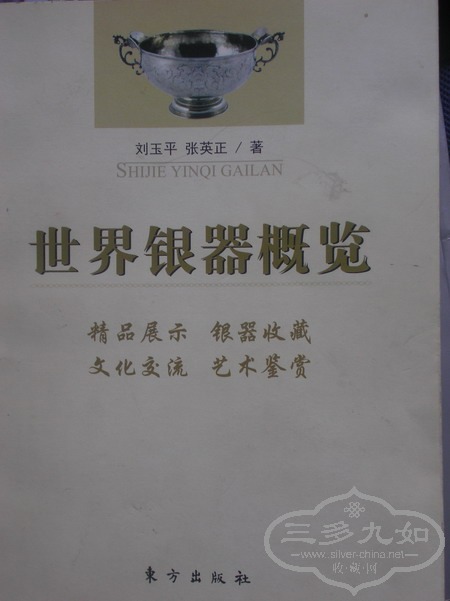 刘玉平 张英正 / 著
SHIJIE YINQI GAILAN
世界银器概览
精品展示 银器收藏
文化交流 艺术鉴赏
三多九如
www.silver-china.net
收·藏·网
东方出版社